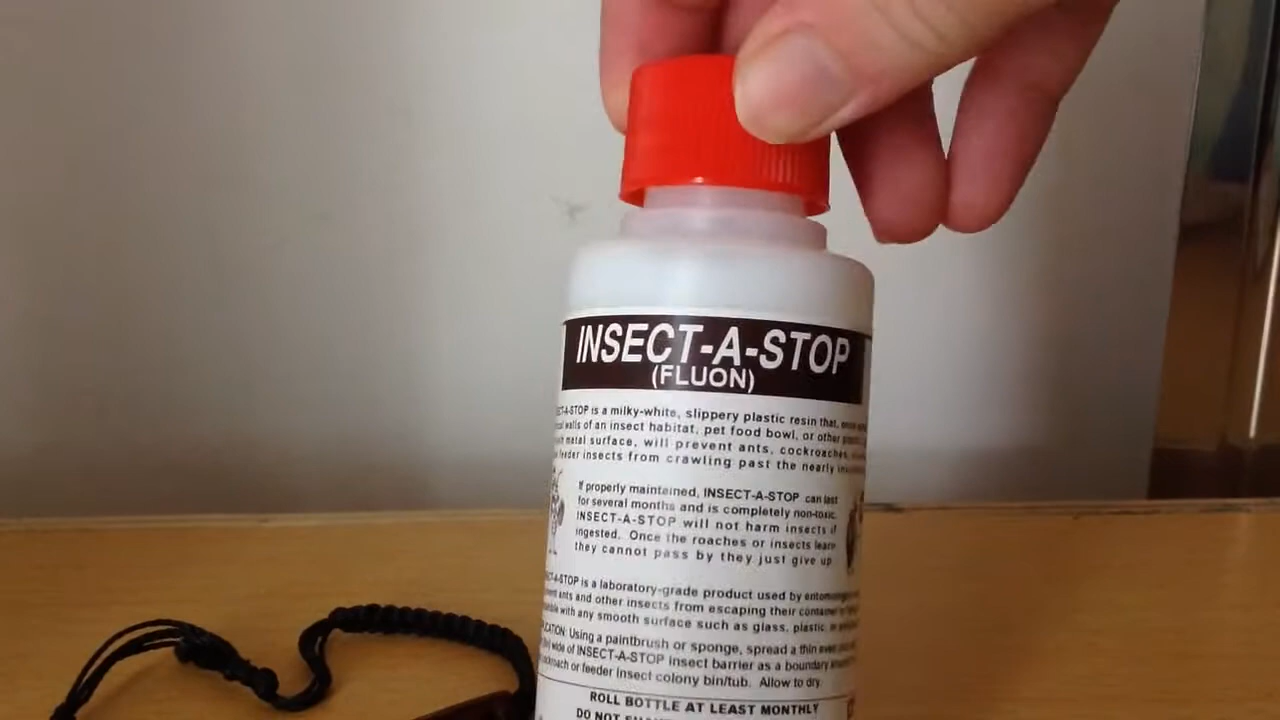 INSECT-A-STOP
(FLUON)
is a milky-white, slippery plastic resin that,
walls of an insect habitat, pet food bowl, or other
metal surface, will prevent ants, cockroaches,
feeder insects from crawling past the nearly
If properly maintained, INSECT-A-STOP can last
for several months and is completely non-toxic.
INSECT-A-STOP will not harm insects if
ingested. Once the roaches or insects learn
they cannot pass by they just give up
is a laboratory-grade product used by
ants and other insects from escaping their container
with any smooth surface such as glass, plastic
Using a paintbrush or sponge, spread a thin even
wide of INSECT-A-STOP insect barrier as a boundary
or feeder insect colony bin/tub. Allow to dry.
ROLL BOTTLE AT LEAST MONTHLY
DO NOT